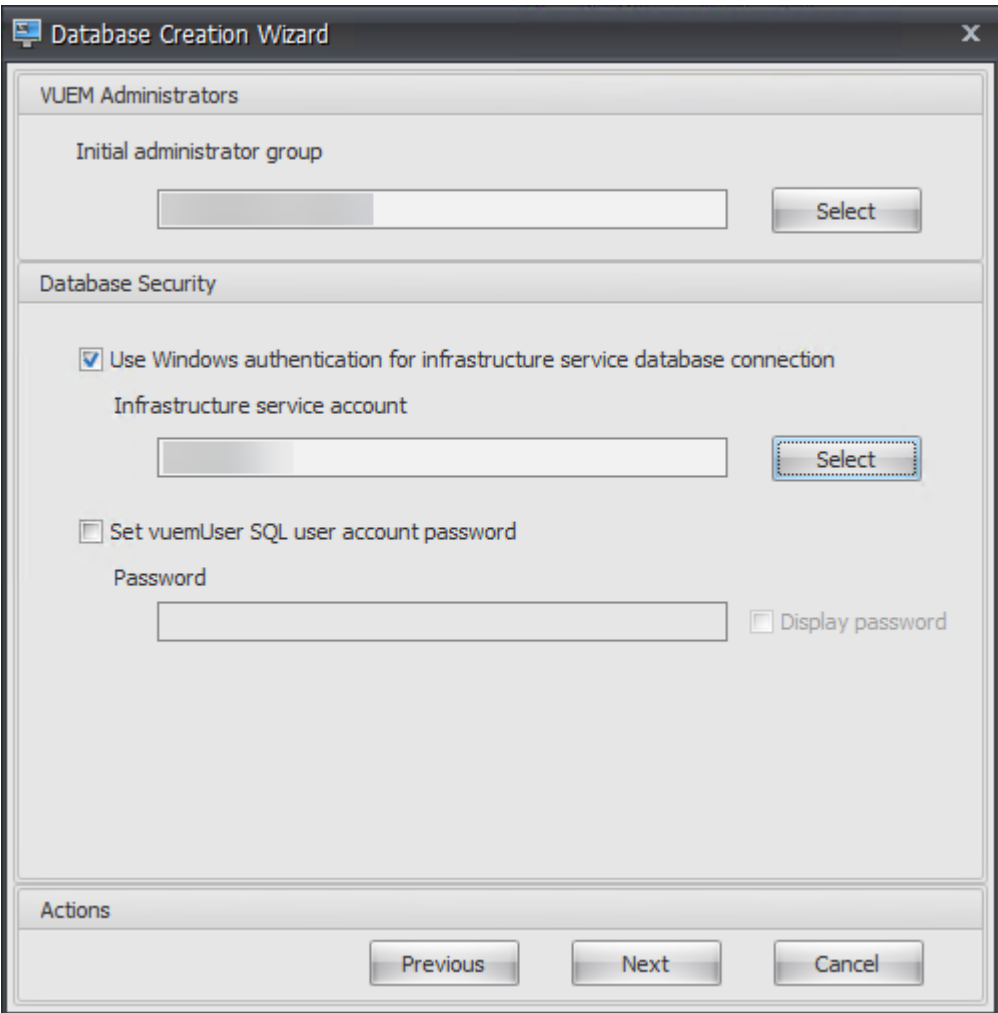 Database Creation Wizard
VUEM Administrators
Initial administrator group
Select
Database Security
Use Windows authentication for infrastructure service database connection
Infrastructure service account
Select
Set vuemUser SQL user account password
Password
Display password
Actions
Previous Next Cancel